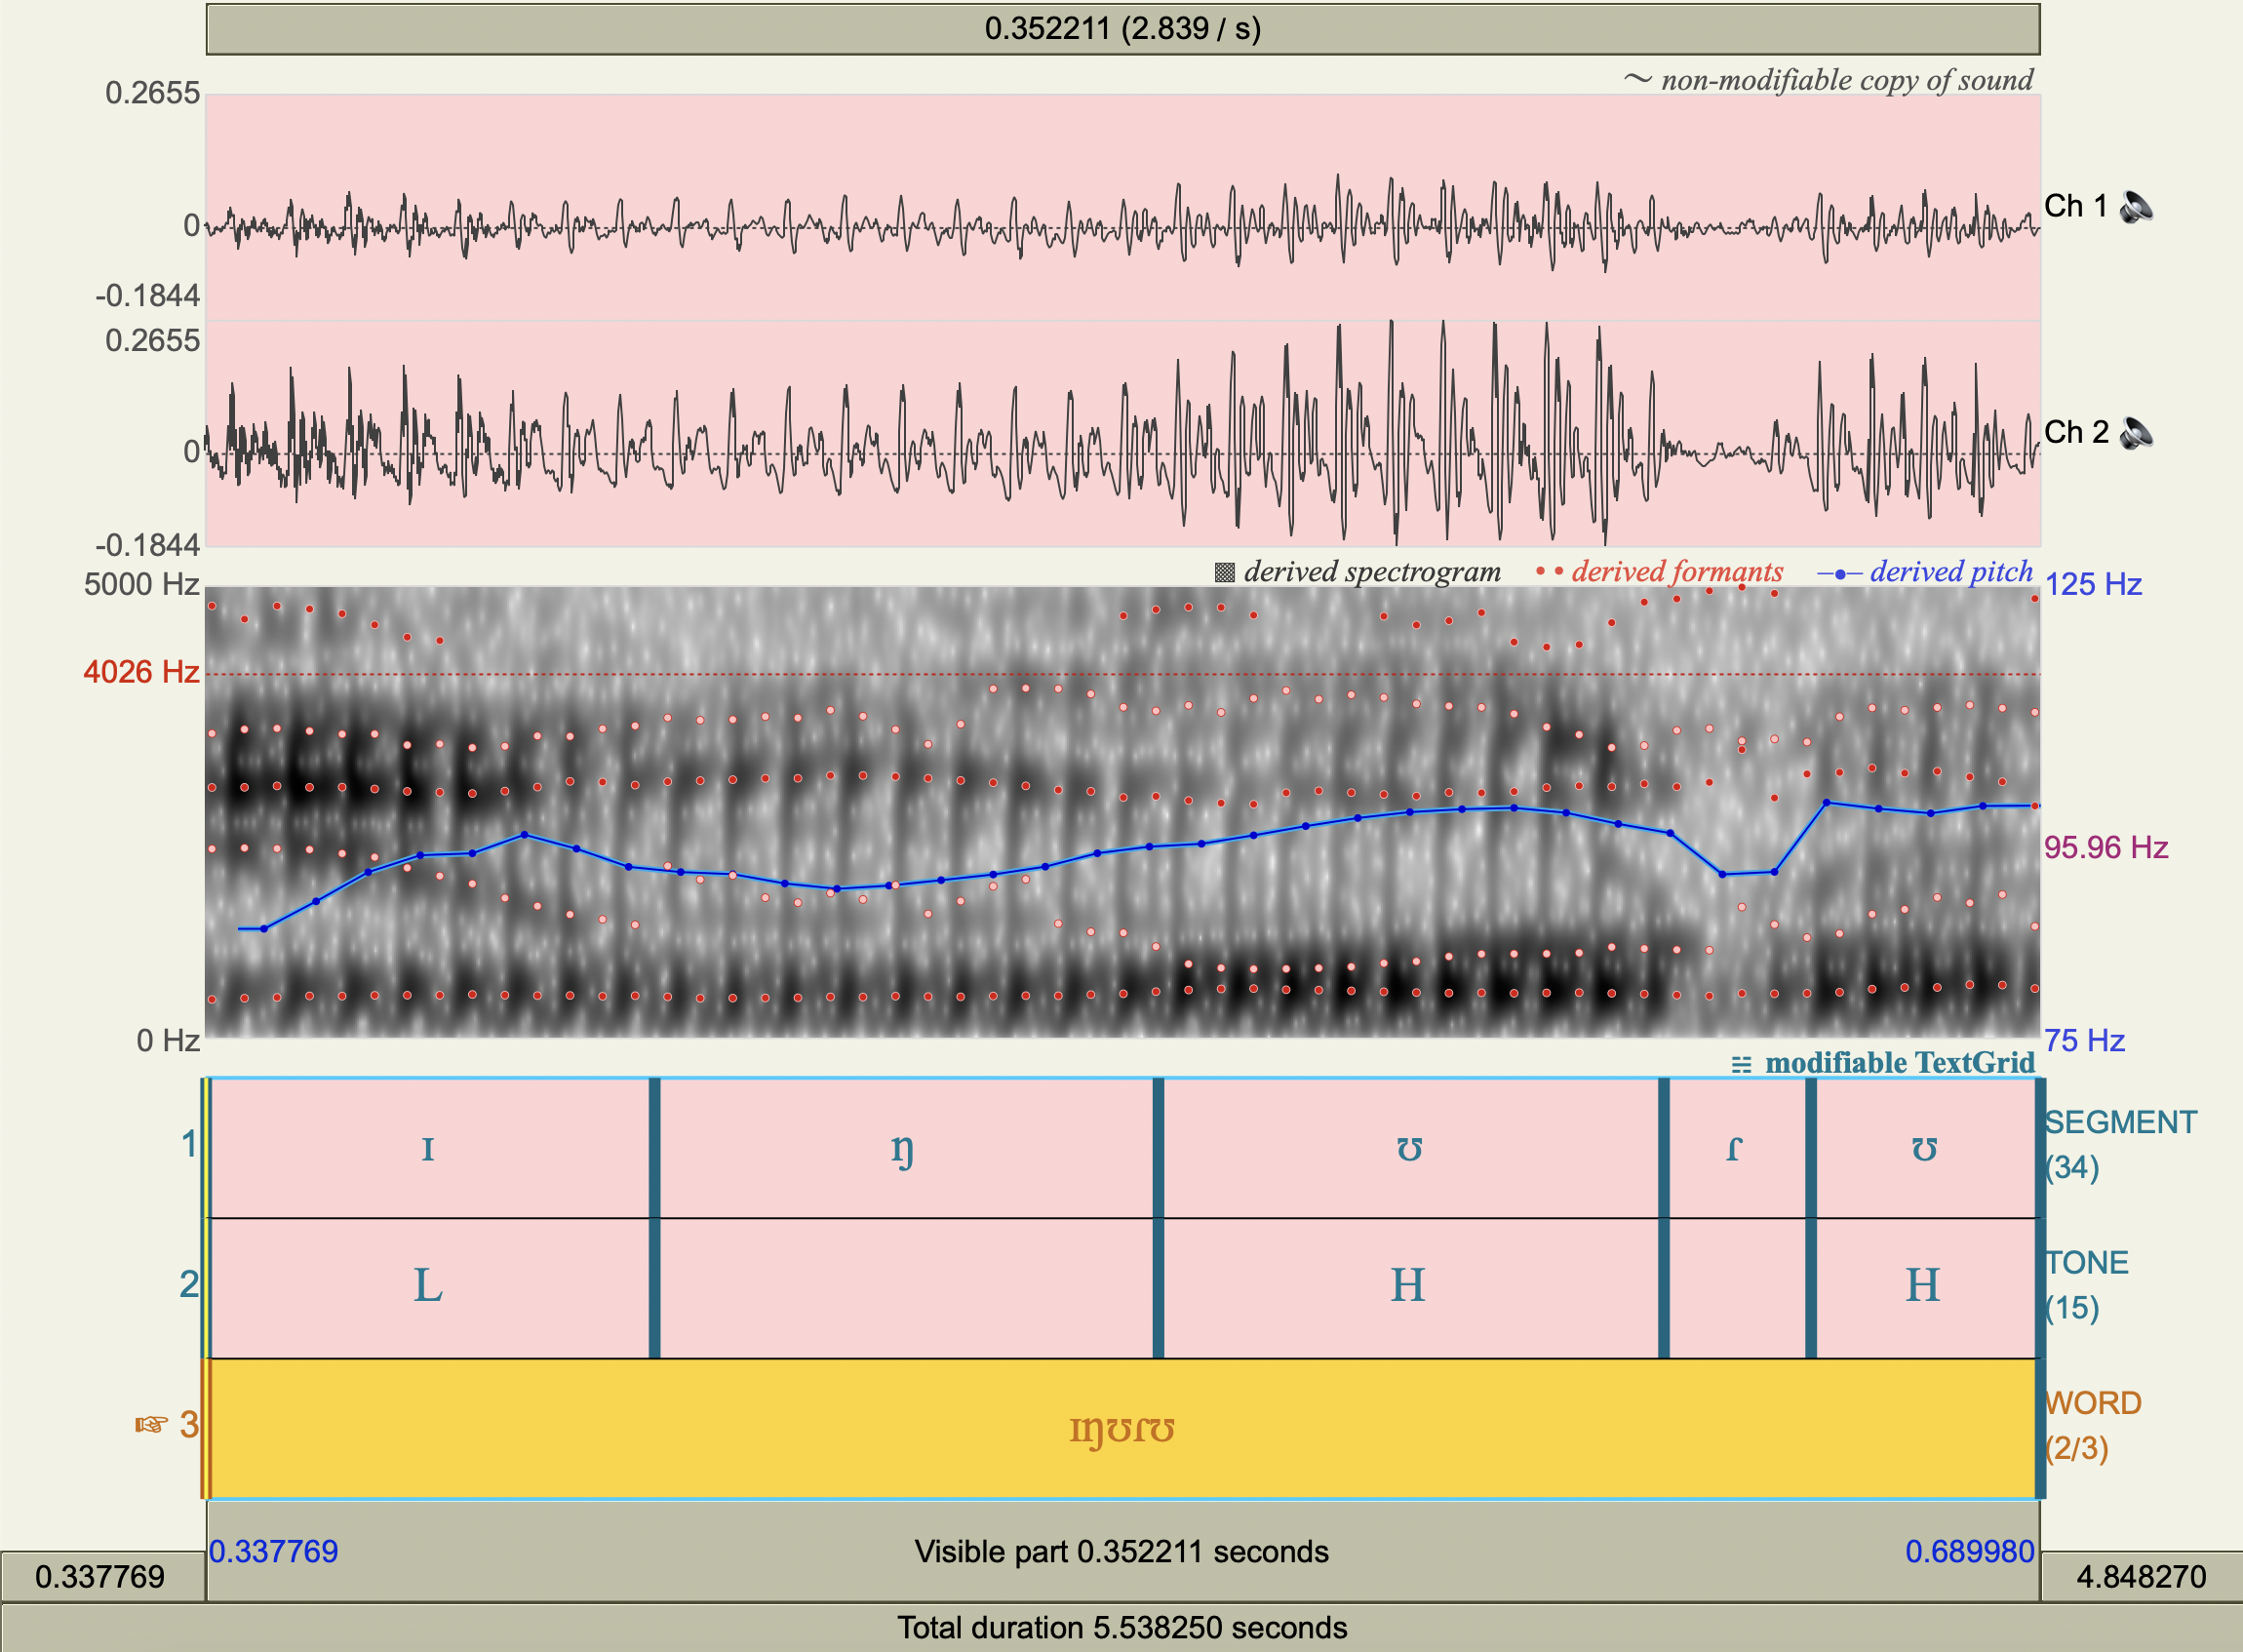 0.352211 (2.839 / s)
~ non-modifiable copy of sound
0.2655
0
-0.1844
Ch 1
0.2655
0
-0.1844
Ch 2
derived spectrogram derived formants derived pitch
5000 Hz
125 Hz
4026 Hz
95.96 Hz
0 Hz
75 Hz
modifiable TextGrid
1 ɪ ŋ ʊ ɾ ʊ SEGMENT
(34)
2 L H H TONE
(15)
☞ 3 ɪŋʊɾʊ WORD
(2/3)
0.337769 Visible part 0.352211 seconds 0.689980
0.337769 4.848270
Total duration 5.538250 seconds